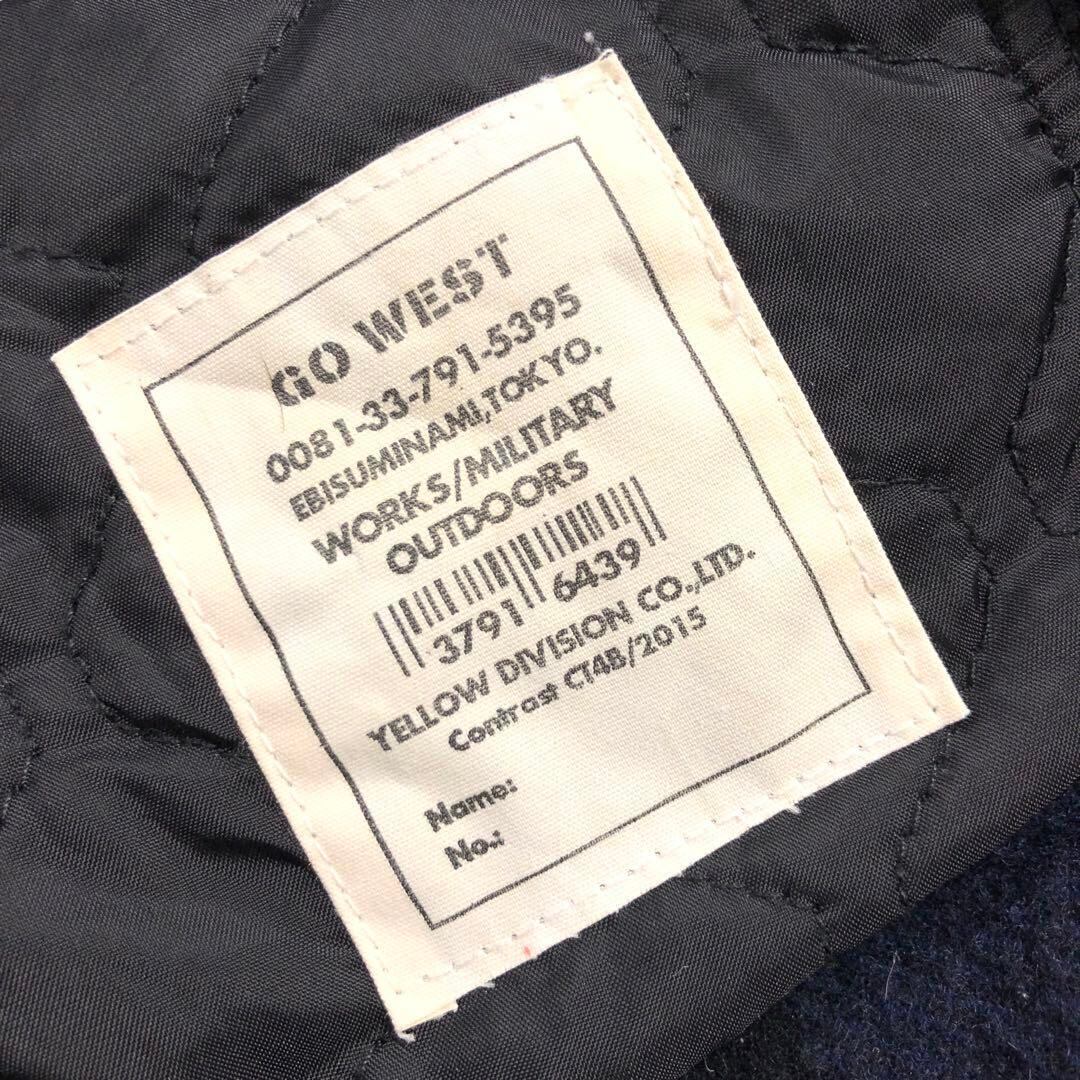 GO WEST
0081-33-791-5395
EBISUMINAMI,TOKYO.
WORKS/MILITARY
OUTDOORS
3791 6439
YELLOW DIVISION CO.,LTD.
Contrast CT4B/2015
Name:
No.: